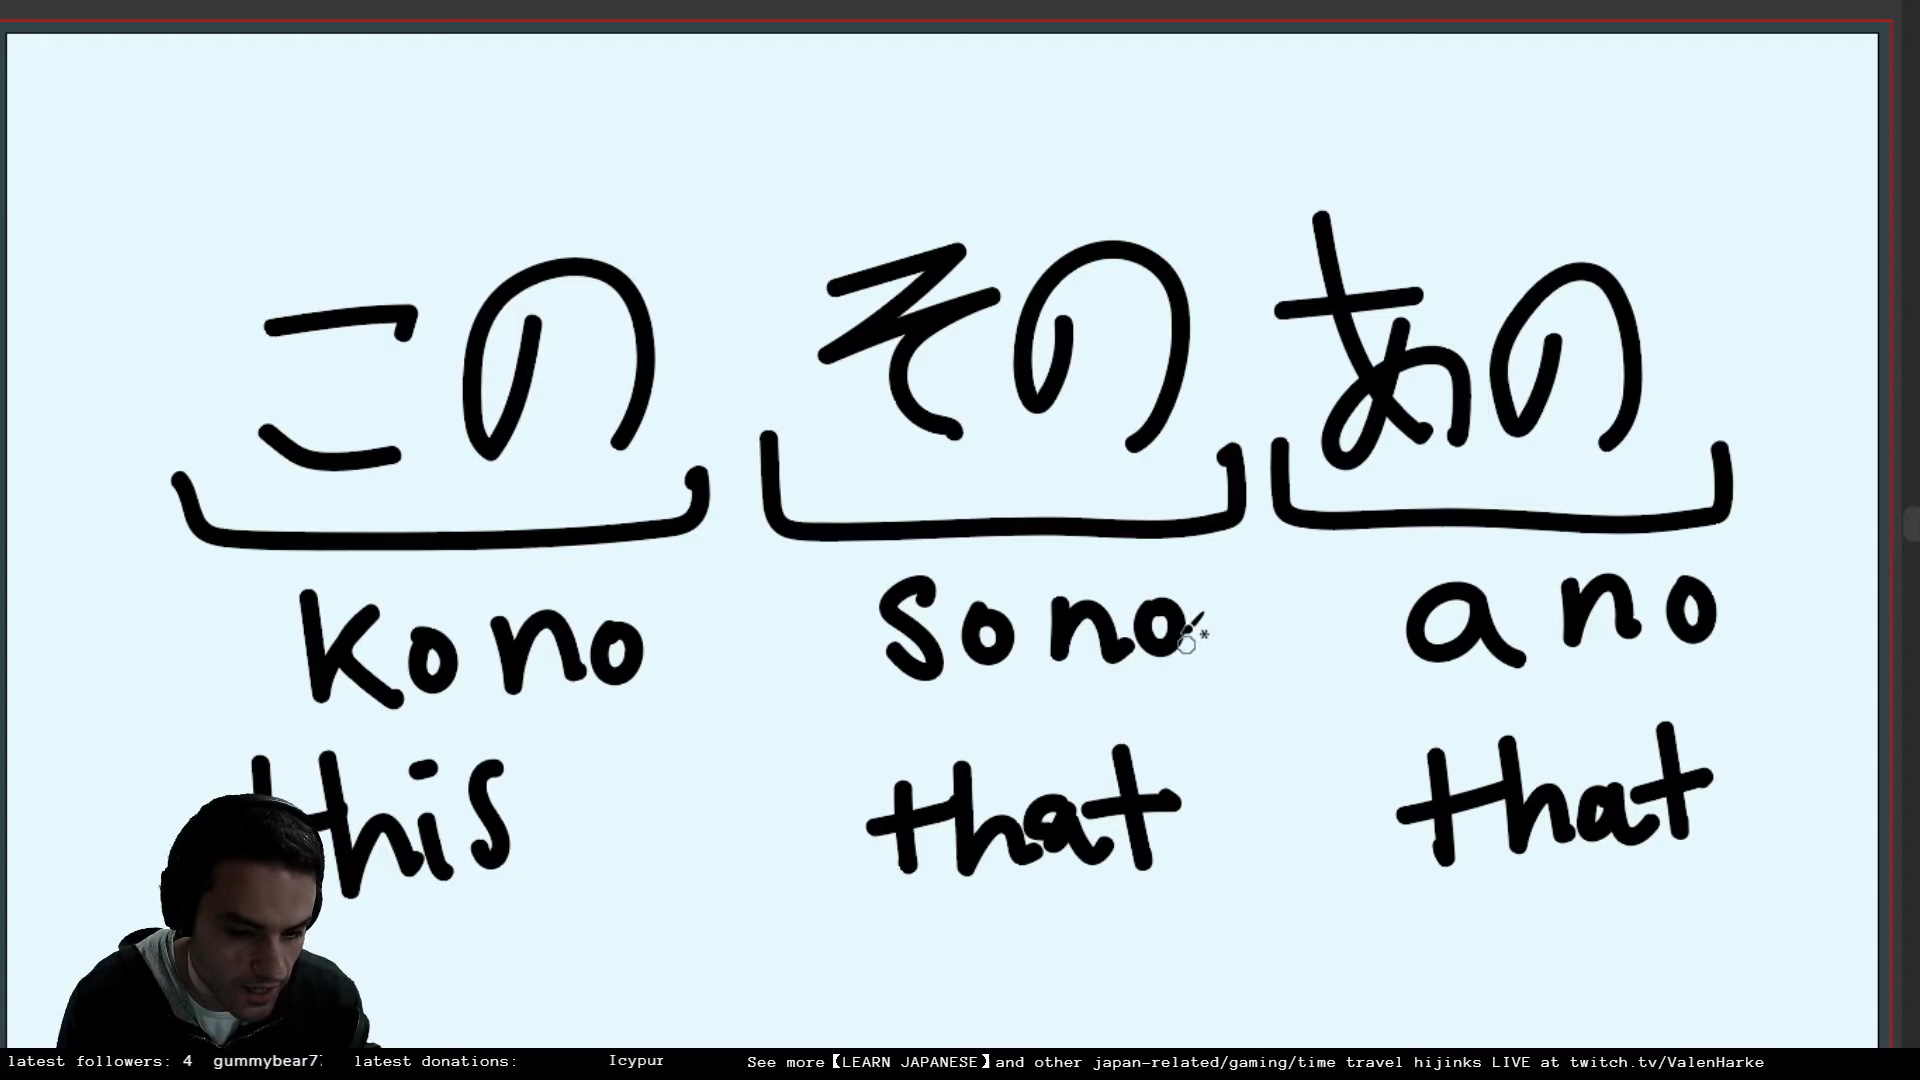 この その あの
kono sono ano
this that that
latest followers: 4 gummybear7 latest donations: Icypur See more【LEARN JAPANESE】and other japan-related/gaming/time travel hijinks LIVE at twitch.tv/ValenHarke